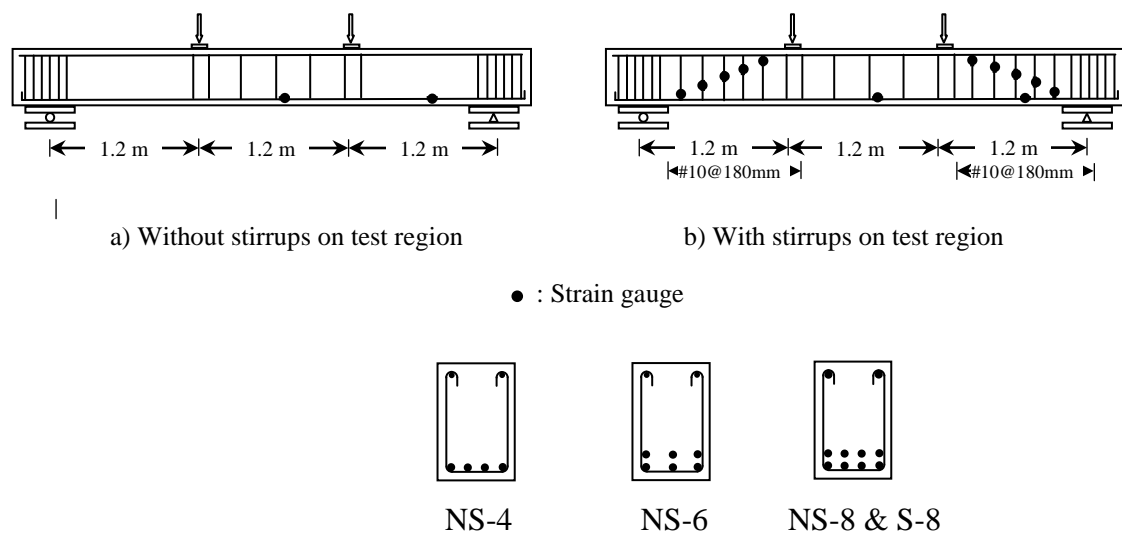 1.2 m 1.2 m 1.2 m
1.2 m 1.2 m 1.2 m
#10@180mm #10@180mm
a) Without stirrups on test region
b) With stirrups on test region
: Strain gauge
NS-4 NS-6 NS-8 & S-8